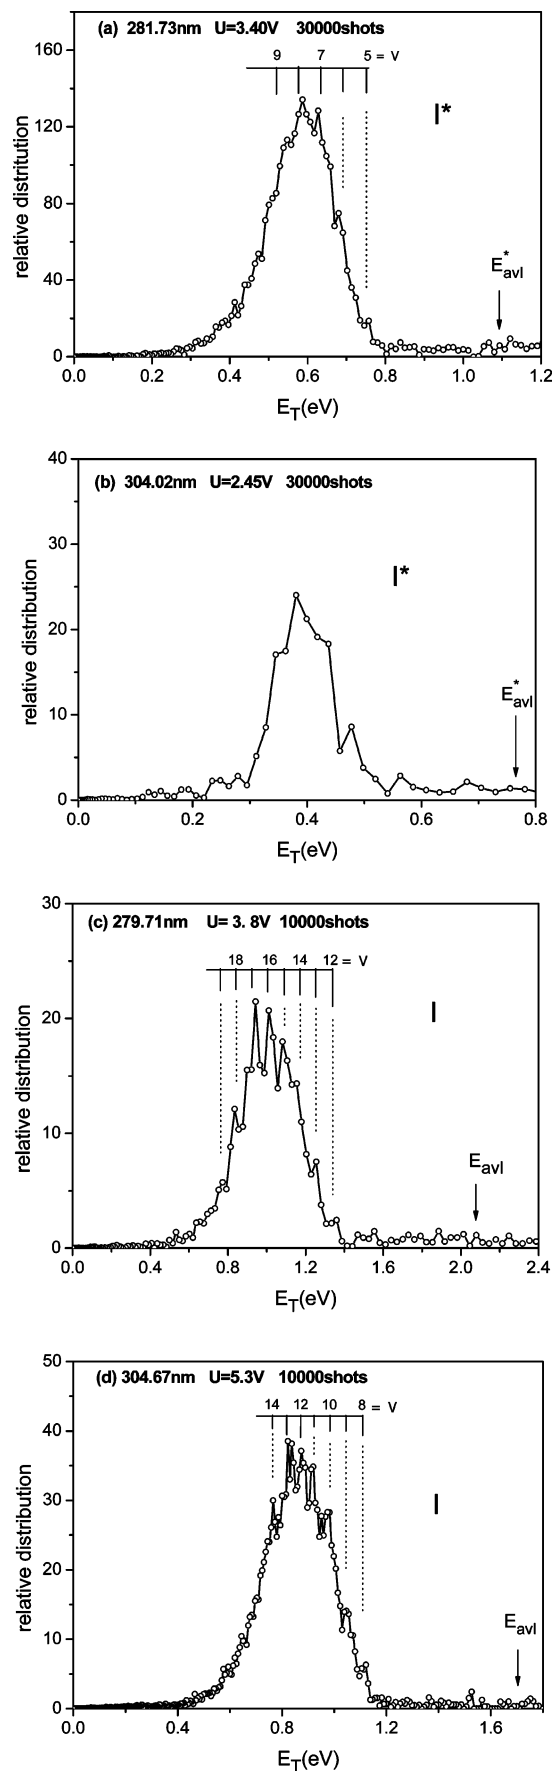 (a) 281.73nm U=3.40V 30000shots
9 7 5 = V
I*
E*avl
relative distritution
160
120
80
40
0
0.0 0.2 0.4 0.6 0.8 1.0 1.2
ET(eV)
(b) 304.02nm U=2.45V 30000shots
I*
E*avl
relative distribution
40
30
20
10
0
0.0 0.2 0.4 0.6 0.8
ET(eV)
(c) 279.71nm U= 3. 8V 10000shots
18 16 14 12 = V
I
Eavl
relative distribution
30
20
10
0
0.0 0.4 0.8 1.2 1.6 2.0 2.4
ET(eV)
(d) 304.67nm U=5.3V 10000shots
14 12 10 8 = V
I
Eavl
relative distribution
50
40
30
20
10
0
0.0 0.4 0.8 1.2 1.6
ET(eV)